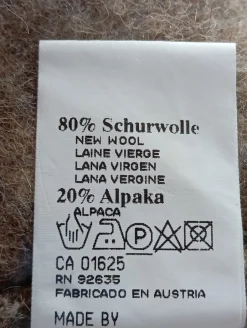 80% Schurwolle
NEW WOOL
LAINE VIERGE
LANA VIRGEN
LANA VERGINE
20% Alpaka
ALPACA
P
CA 01625
RN 92635
FABRICADO EN AUSTRIA
MADE BY